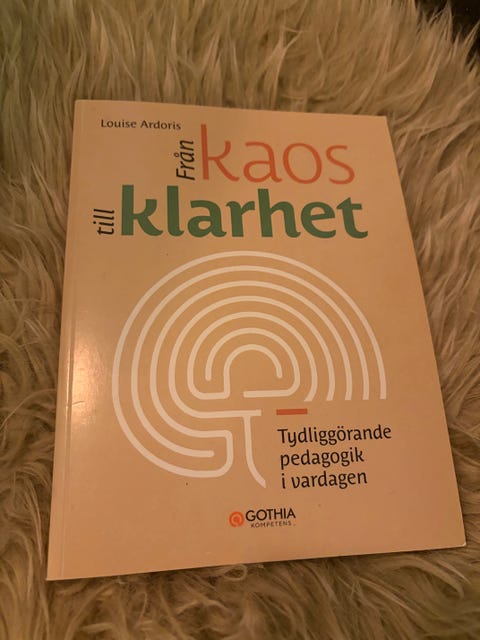 Louise Ardoris
Från
kaos
till
klarhet
Tydliggörande
pedagogik
i vardagen
GOTHIA
KOMPETENS